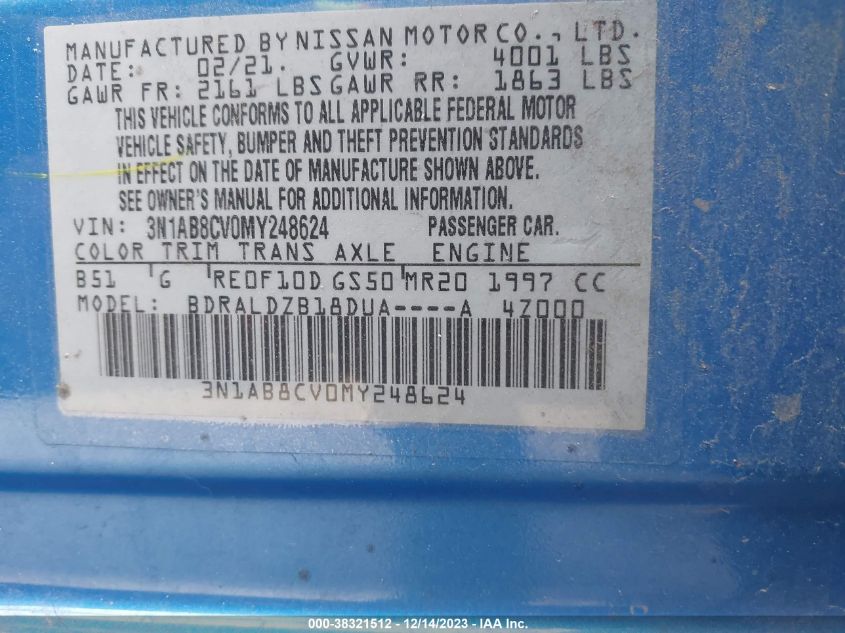 MANUFACTURED BY NISSAN MOTOR CO., LTD.
DATE: 02/21. GVWR: 4001 LBS
GAWR FR: 2161 LBS GAWR RR: 1863 LBS
THIS VEHICLE CONFORMS TO ALL APPLICABLE FEDERAL MOTOR
VEHICLE SAFETY, BUMPER AND THEFT PREVENTION STANDARDS
IN EFFECT ON THE DATE OF MANUFACTURE SHOWN ABOVE.
SEE OWNER'S MANUAL FOR ADDITIONAL INFORMATION.
VIN: 3N1AB8CV0MY248624 PASSENGER CAR.
COLOR TRIM TRANS AXLE ENGINE
B51 'G 'RE0F10D GS50'MR20 1997 CC
MODEL: BDRALDZB18DUA----A 4Z000
3N1AB8CV0MY248624
000-38321512 - 12/14/2023 - IAA Inc.